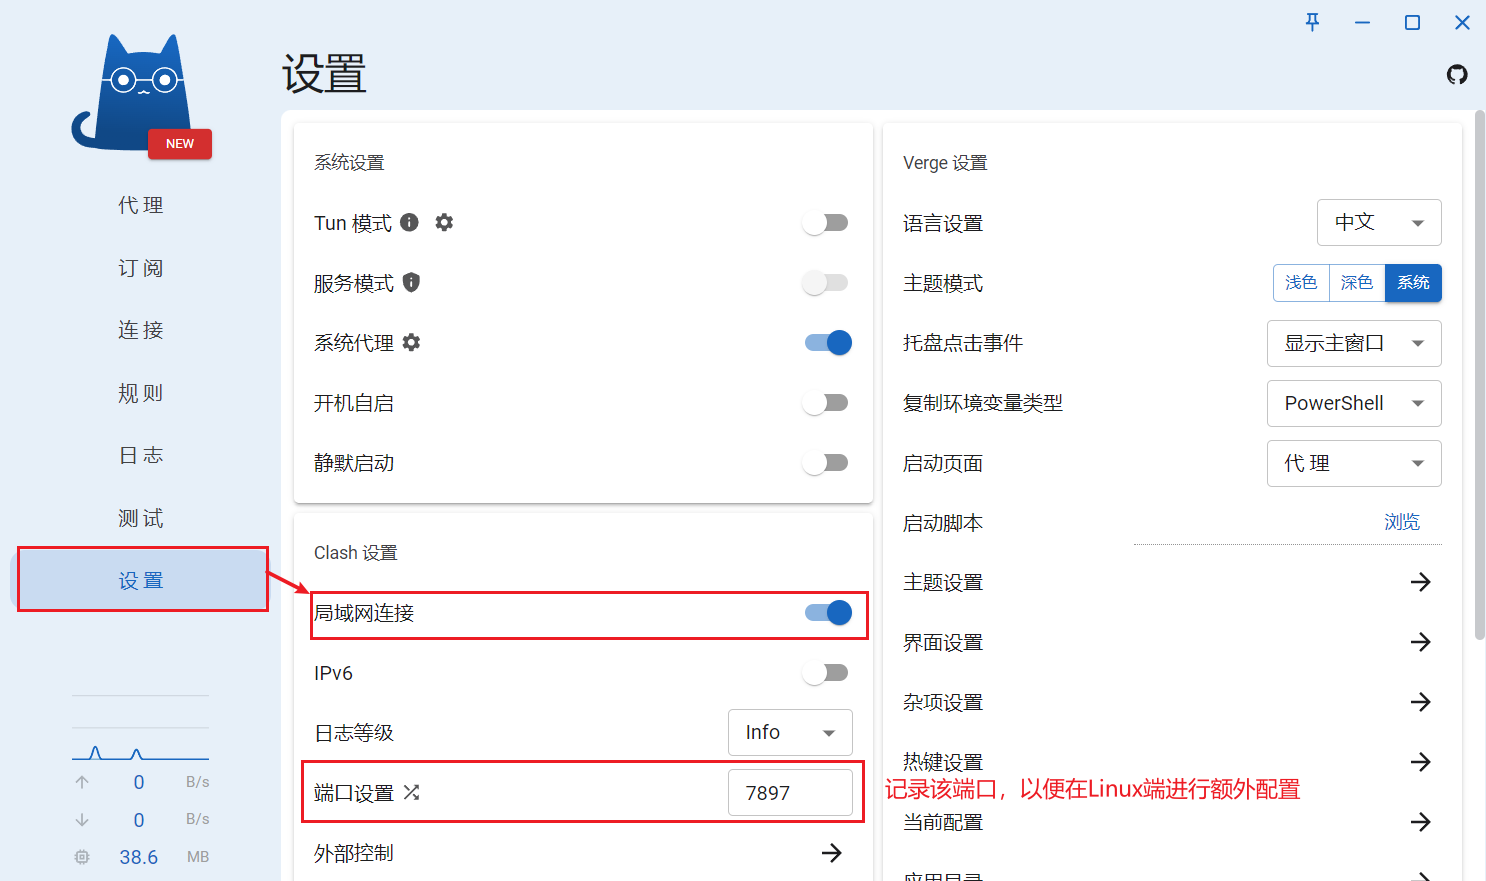 设置
NEW
代理
订阅
连接
规则
日志
测试
设置
0 B/s
0 B/s
38.6 MB
系统设置
Tun 模式
服务模式
系统代理
开机自启
静默启动
Clash 设置
局域网连接
IPv6
日志等级 Info
端口设置 7897
外部控制
Verge 设置
语言设置 中文
主题模式 浅色 深色 系统
托盘点击事件 显示主窗口
复制环境变量类型 PowerShell
启动页面 代理
启动脚本 浏览
主题设置
界面设置
杂项设置
热键设置
记录该端口，以便在Linux端进行额外配置
当前配置
应用目录